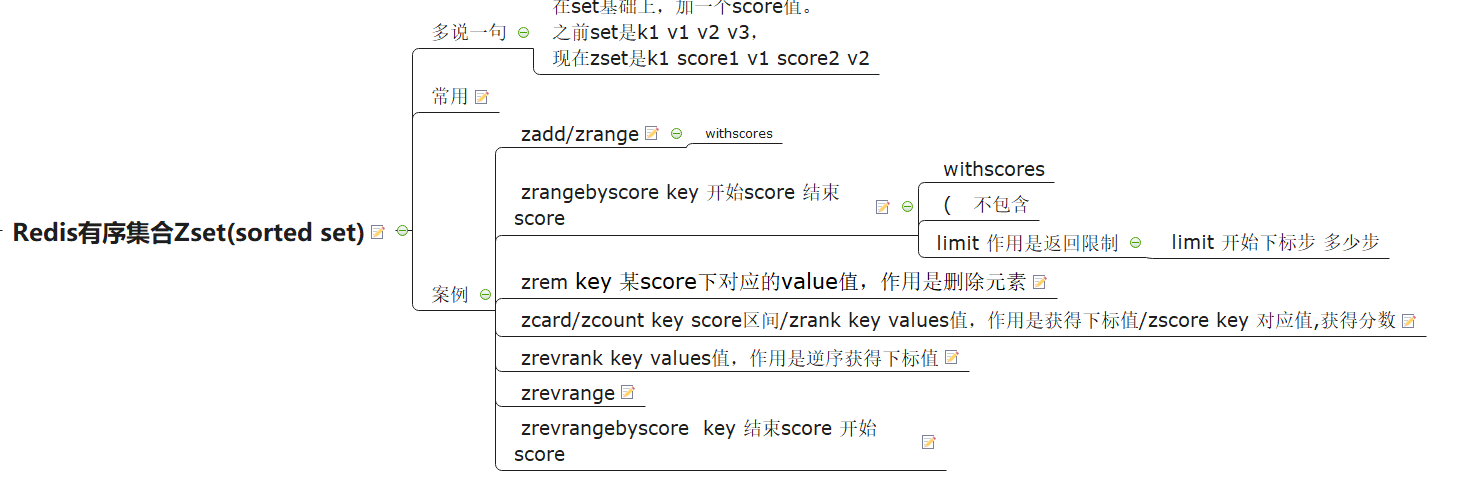 在set基础上，加一个score值。
多说一句
之前set是k1 v1 v2 v3，
现在zset是k1 score1 v1 score2 v2
常用
zadd/zrange
withscores
withscores
zrangebyscore key 开始score 结束
score
( 不包含
limit 作用是返回限制
limit 开始下标步 多少步
Redis有序集合Zset(sorted set)
案例
zrem key 某score下对应的value值，作用是删除元素
zcard/zcount key score区间/zrank key values值，作用是获得下标值/zscore key 对应值,获得分数
zrevrank key values值，作用是逆序获得下标值
zrevrange
zrevrangebyscore key 结束score 开始
score